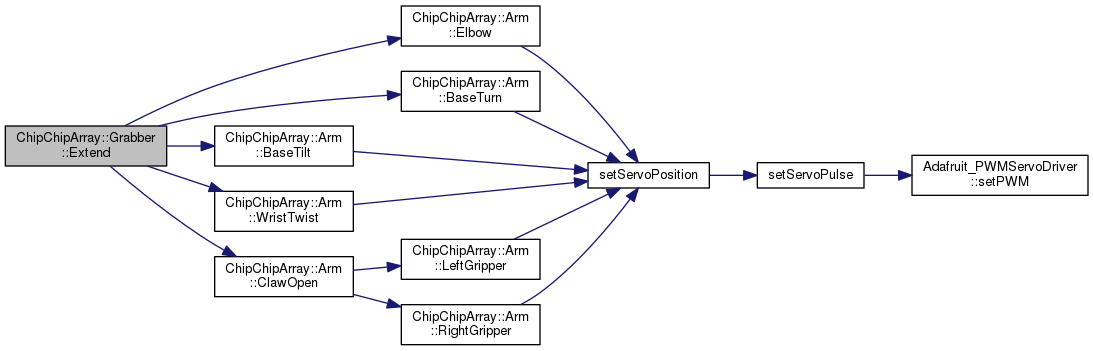 ChipChipArray::Grabber
::Extend
ChipChipArray::Arm
::Elbow
ChipChipArray::Arm
::BaseTurn
ChipChipArray::Arm
::BaseTilt
ChipChipArray::Arm
::WristTwist
ChipChipArray::Arm
::ClawOpen
ChipChipArray::Arm
::LeftGripper
ChipChipArray::Arm
::RightGripper
setServoPosition
setServoPulse
Adafruit_PWMServoDriver
::setPWM